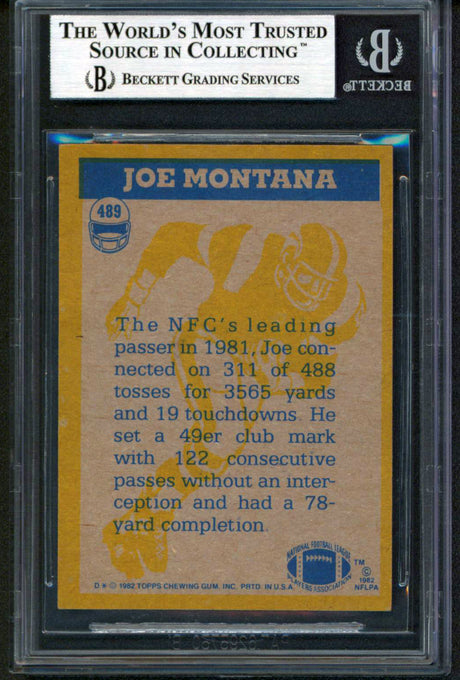 THE WORLD'S MOST TRUSTED
SOURCE IN COLLECTING™
B BECKETT GRADING SERVICES
B
BECKETT®
JOE MONTANA
489
The NFC's leading
passer in 1981, Joe con-
nected on 311 of 488
tosses for 3565 yards
and 19 touchdowns. He
set a 49er club mark
with 122 consecutive
passes without an inter-
ception and had a 78-
yard completion.
NATIONAL FOOTBALL LEAGUE
PLAYERS ASSOCIATION
TM
©
1982
NFLPA
D✱ © 1982 TOPPS CHEWING GUM, INC. PRTD. IN U.S.A.